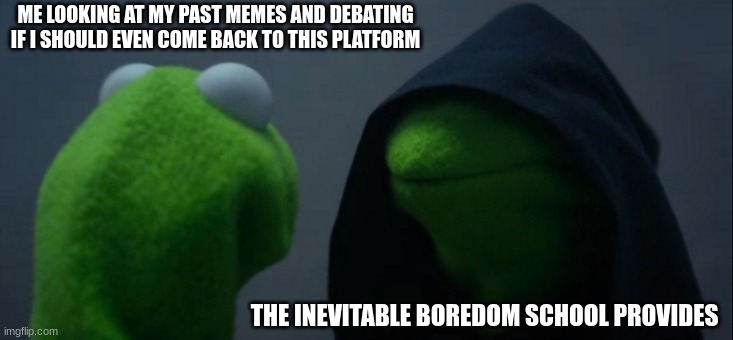 ME LOOKING AT MY PAST MEMES AND DEBATING
IF I SHOULD EVEN COME BACK TO THIS PLATFORM
THE INEVITABLE BOREDOM SCHOOL PROVIDES
imgflip.com